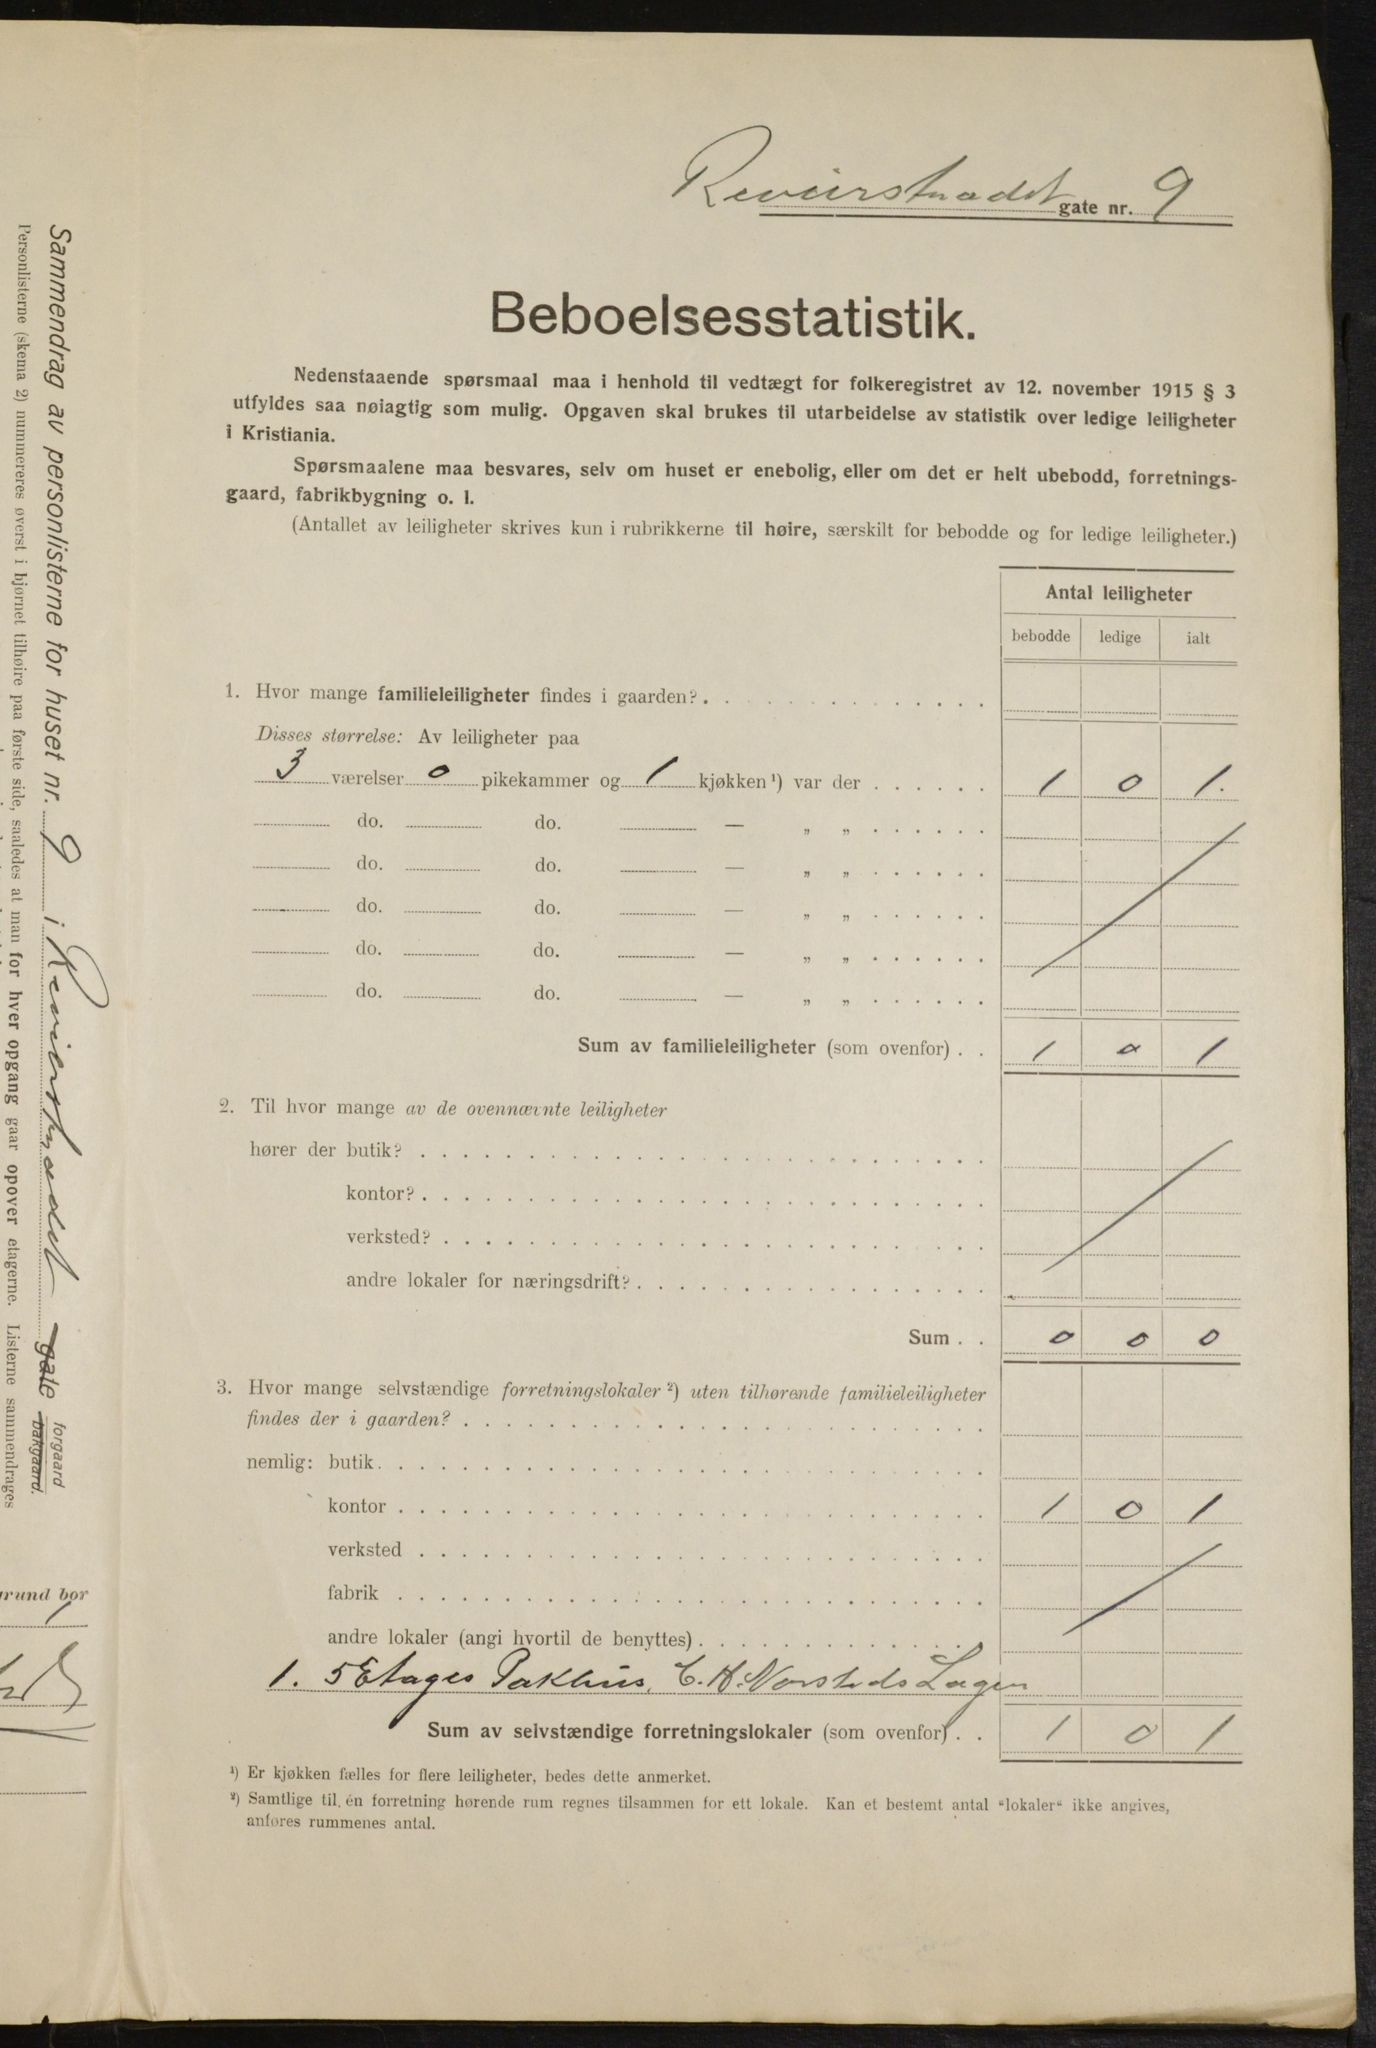 Revierstrædet gate nr. 9
Beboelsesstatistik.
Nedenstaaende spørsmaal maa i henhold til vedtægt for folkeregistret av 12. november 1915 § 3
utfyldes saa nøiagtig som mulig. Opgaven skal brukes til utarbeidelse av statistik over ledige leiligheter
i Kristiania.
Spørsmaalene maa besvares, selv om huset er enebolig, eller om det er helt ubebodd, forretnings-
gaard, fabrikbygning o. l.
(Antallet av leiligheter skrives kun i rubrikkerne til høire, særskilt for bebodde og for ledige leiligheter.)
Antal leiligheter
bebodde ledige ialt
1. Hvor mange familieleiligheter findes i gaarden? . . . . . . . . . . . . .
Disses størrelse: Av leiligheter paa
3 værelser 0 pikekammer og 1 kjøkken ¹) var der . . . . . . 1 0 1.
do. do. — „ „ . . . . . .
do. do. — „ „ . . . . . .
do. do. — „ „ . . . . . .
do. do. — „ „ . . . . . .
do. do. — „ „ . . . . . .
Sum av familieleiligheter (som ovenfor) . . 1 0 1
2. Til hvor mange av de ovennævnte leiligheter
hører der butik? . . . . . . . . . . . . . . . . . . . . . . . . . .
kontor? . . . . . . . . . . . . . . . . . . . . . . . . .
verksted? . . . . . . . . . . . . . . . . . . . . . . . .
andre lokaler for næringsdrift? . . . . . . . . . . . . . . . .
Sum . . 0 0 0
3. Hvor mange selvstændige forretningslokaler ²) uten tilhørende familieleiligheter
findes der i gaarden? . . . . . . . . . . . . . . . . . . . . . . . .
nemlig: butik . . . . . . . . . . . . . . . . . . . . . . . . . . .
kontor . . . . . . . . . . . . . . . . . . . . . . . . . . 1 0 1
verksted . . . . . . . . . . . . . . . . . . . . . . . . .
fabrik . . . . . . . . . . . . . . . . . . . . . . . . . .
andre lokaler (angi hvortil de benyttes) . . . . . . . . . . . .
1. 5 Etages Pakhus, C. H. Norsteds Lager
Sum av selvstændige forretningslokaler (som ovenfor) . . 1 0 1
¹) Er kjøkken fælles for flere leiligheter, bedes dette anmerket.
²) Samtlige til én forretning hørende rum regnes tilsammen for ett lokale. Kan et bestemt antal "lokaler" ikke angives,
anføres rummenes antal.
Sammendrag av personlisterne for huset nr. 9 i Revierstrædet gate forgaard bakgaard.
Personlisterne (skema 2) nummereres øverst i hjørnet tilhøire paa første side, saaledes at man for hver opgang gaar opover etagerne. Listerne sammendrages
grund bor
1